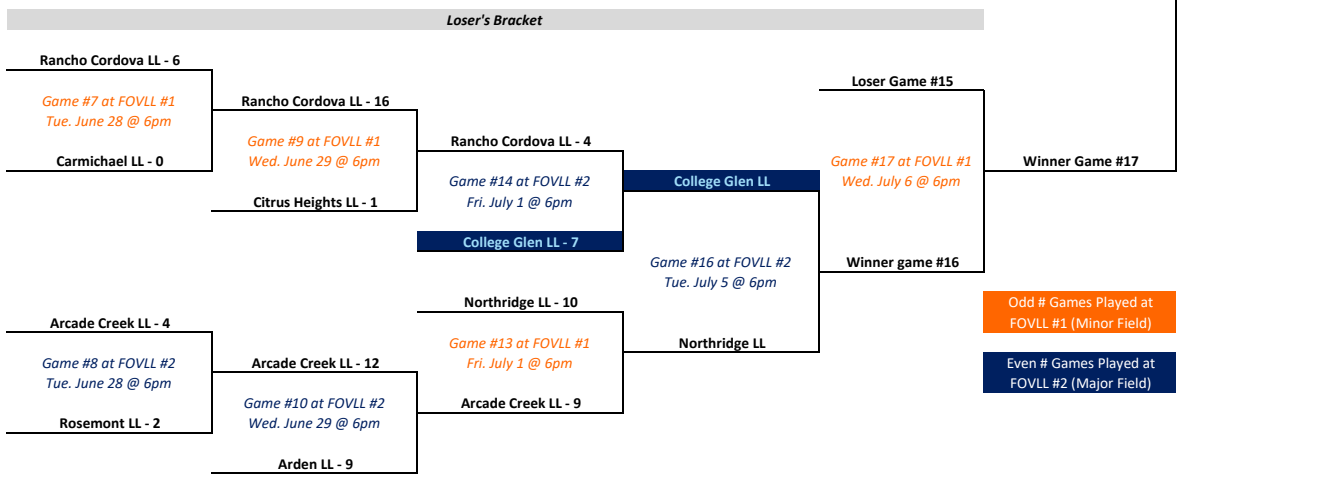 Loser's Bracket
Rancho Cordova LL - 6
Game #7 at FOVLL #1
Tue. June 28 @ 6pm
Carmichael LL - 0
Rancho Cordova LL - 16
Game #9 at FOVLL #1
Wed. June 29 @ 6pm
Citrus Heights LL - 1
Rancho Cordova LL - 4
Game #14 at FOVLL #2
Fri. July 1 @ 6pm
College Glen LL - 7
College Glen LL
Game #16 at FOVLL #2
Tue. July 5 @ 6pm
Northridge LL
Loser Game #15
Game #17 at FOVLL #1
Wed. July 6 @ 6pm
Winner game #16
Winner Game #17
Arcade Creek LL - 4
Game #8 at FOVLL #2
Tue. June 28 @ 6pm
Rosemont LL - 2
Arcade Creek LL - 12
Game #10 at FOVLL #2
Wed. June 29 @ 6pm
Arden LL - 9
Northridge LL - 10
Game #13 at FOVLL #1
Fri. July 1 @ 6pm
Arcade Creek LL - 9
Odd # Games Played at
FOVLL #1 (Minor Field)
Even # Games Played at
FOVLL #2 (Major Field)